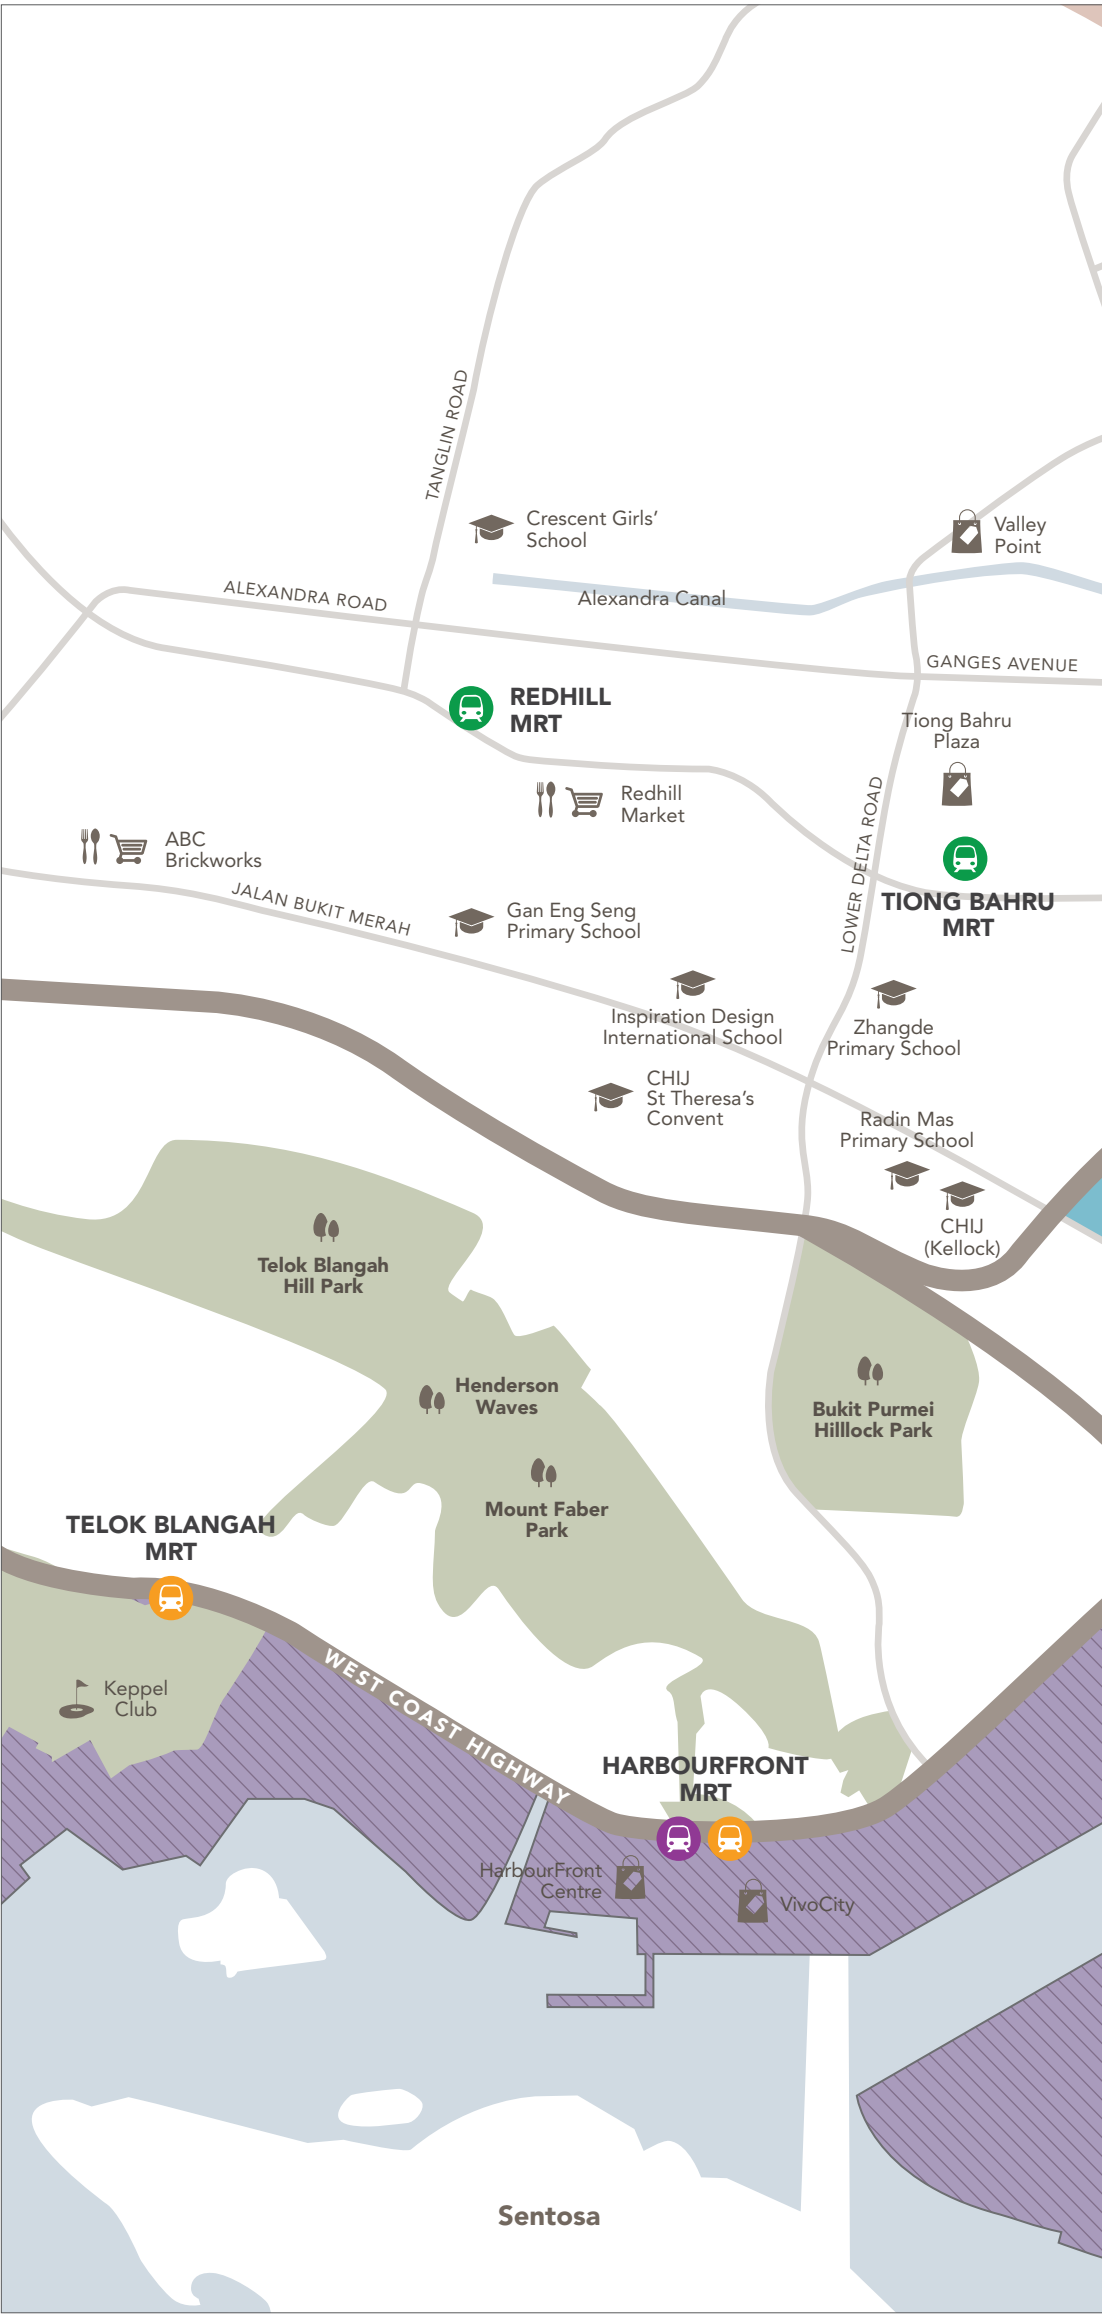 TANGLIN ROAD
Crescent Girls'
School
Valley
Point
ALEXANDRA ROAD
Alexandra Canal
GANGES AVENUE
REDHILL
MRT
Tiong Bahru
Plaza
Redhill
Market
LOWER DELTA ROAD
ABC
Brickworks
TIONG BAHRU
MRT
JALAN BUKIT MERAH
Gan Eng Seng
Primary School
Inspiration Design
International School
Zhangde
Primary School
CHIJ
St Theresa's
Convent
Radin Mas
Primary School
CHIJ
(Kellock)
Telok Blangah
Hill Park
Henderson
Waves
Bukit Purmei
Hilllock Park
Mount Faber
Park
TELOK BLANGAH
MRT
Keppel
Club
WEST COAST HIGHWAY
HARBOURFRONT
MRT
HarbourFront
Centre
VivoCity
Sentosa